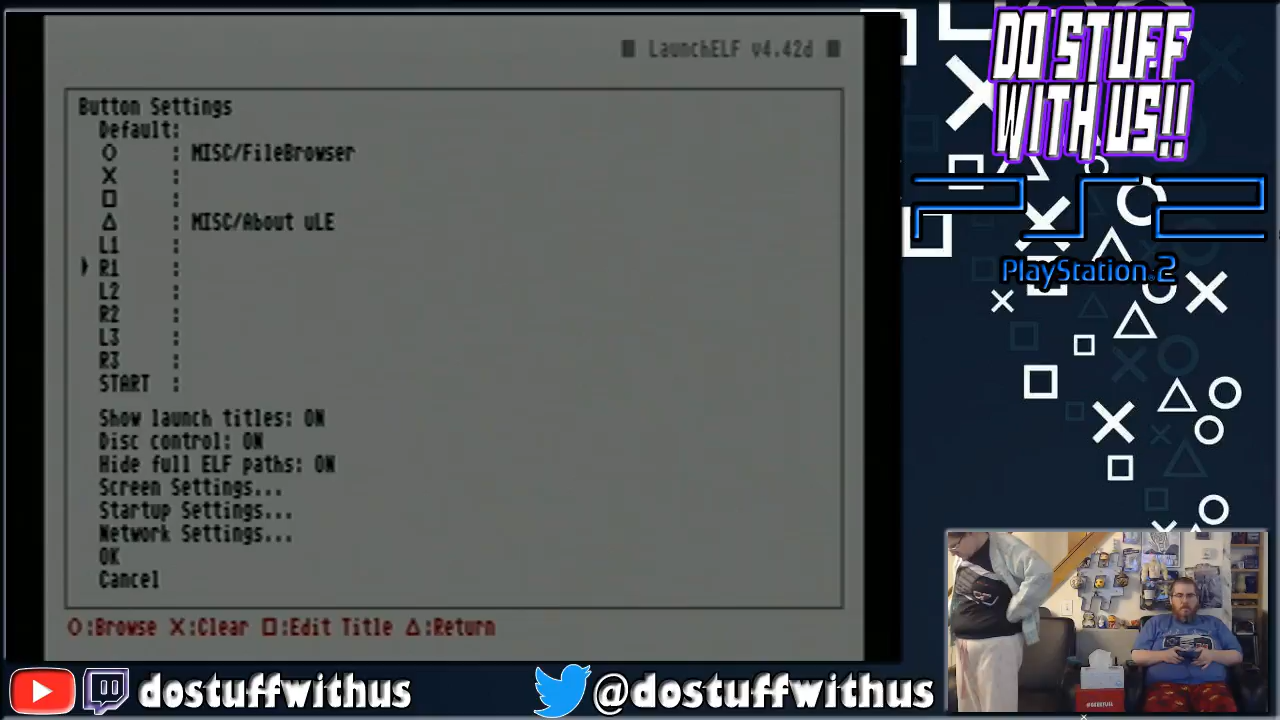 LaunchELF v4.42d
Button Settings
Default:
○ : MISC/FileBrowser
X :
□ :
△ : MISC/About uLE
L1 :
R1 :
L2 :
R2 :
L3 :
R3 :
START :
Show launch titles: ON
Disc control: ON
Hide full ELF paths: ON
Screen Settings...
Startup Settings...
Network Settings...
OK
Cancel
○:Browse X:Clear □:Edit Title △:Return
DO STUFF
WITH US!!
PS2
PlayStation.2
dostuffwithus
@dostuffwithus